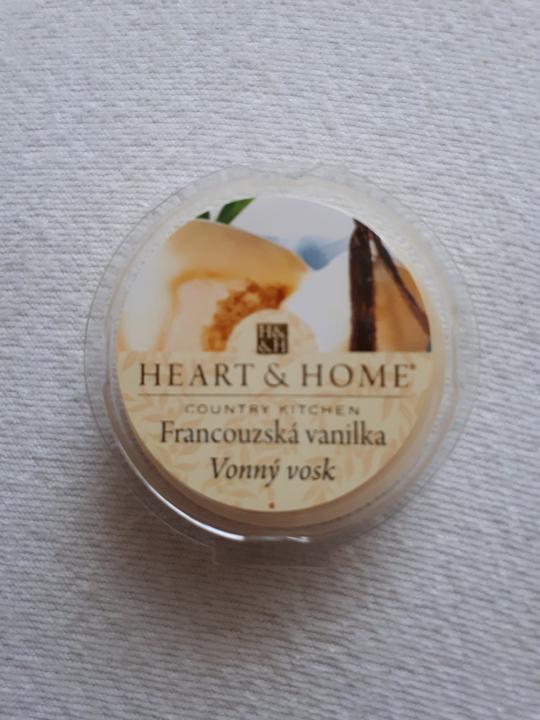 H&
&H
HEART & HOME®
COUNTRY KITCHEN
Francouzská vanilka
Vonný vosk